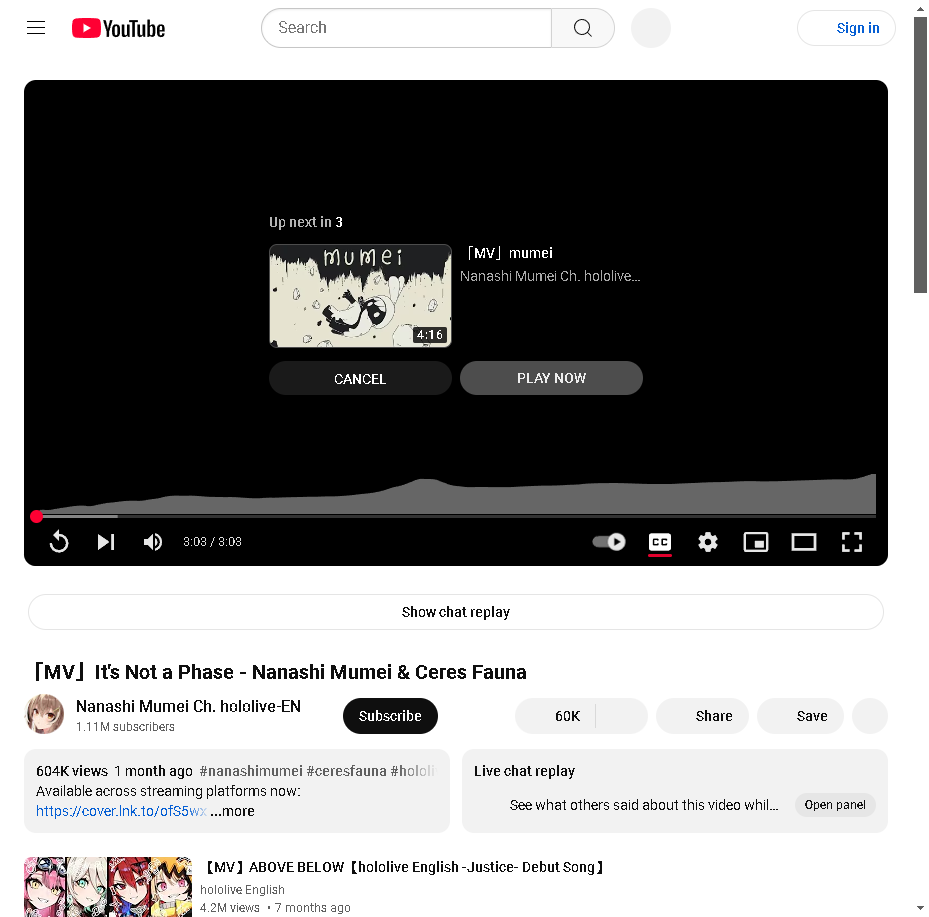 YouTube
Search
Sign in
Up next in 3
mumei
4:16
「MV」mumei
Nanashi Mumei Ch. hololive...
CANCEL
PLAY NOW
3:03 / 3:03
CC
Show chat replay
「MV」It's Not a Phase - Nanashi Mumei & Ceres Fauna
Nanashi Mumei Ch. hololive-EN
1.11M subscribers
Subscribe
60K
Share
Save
604K views 1 month ago #nanashimumei #ceresfauna #hololi
Available across streaming platforms now:
https://cover.lnk.to/ofS5wx ...more
Live chat replay
See what others said about this video whil...
Open panel
【MV】ABOVE BELOW【hololive English -Justice- Debut Song】
hololive English
4.2M views • 7 months ago